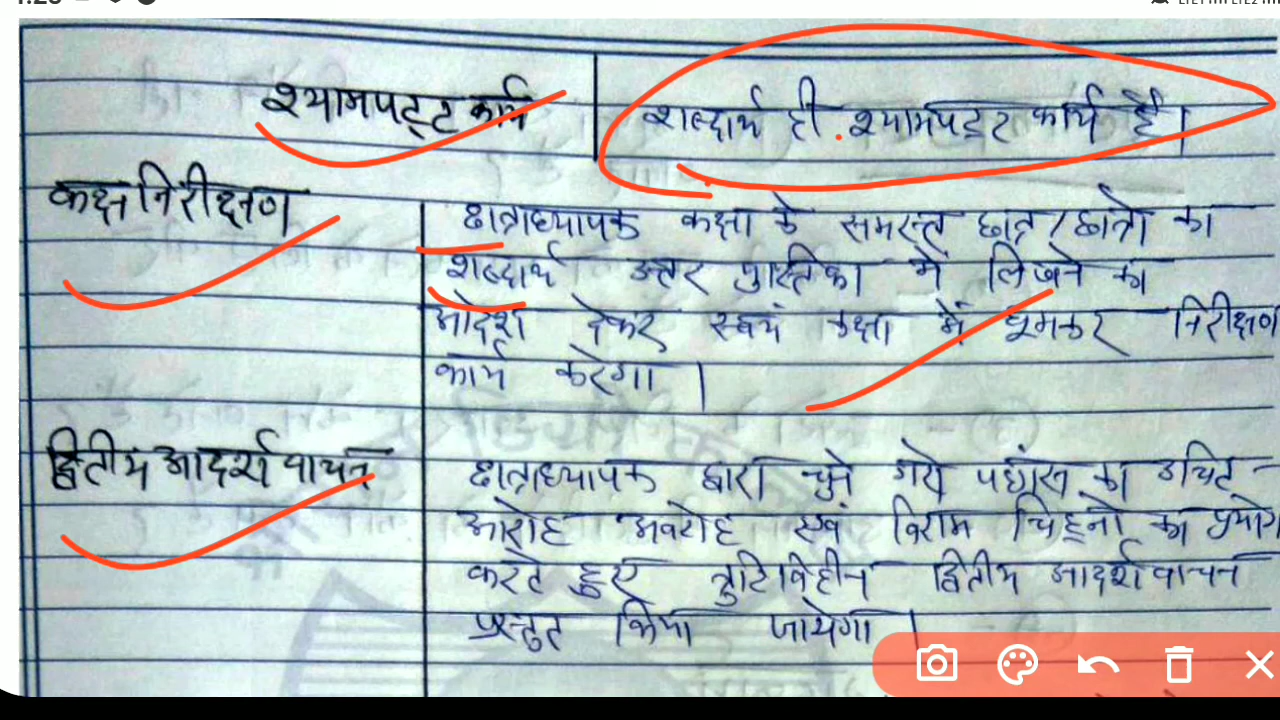 श्यामपट्ट कार्य
शब्दार्थ ही श्यामपट्ट कार्य है।
कक्ष निरीक्षण
छात्राध्यापक कक्षा के समस्त छात्र / छात्रो का
शब्दार्थ उत्तर पुस्तिका में लिखने का
आदेश देकर स्वयं कक्षा में घूमकर निरीक्षण
कार्य करेगा।
द्वितीय आदर्श वाचन
छात्राध्यापक द्वारा चुने गये पद्यांश का उचित
आरोह अवरोह एवं विराम चिह्नों का प्रयोग
करते हुए त्रुटिविहीन द्वितीय आदर्श वाचन
प्रस्तुत किया जायेगा।